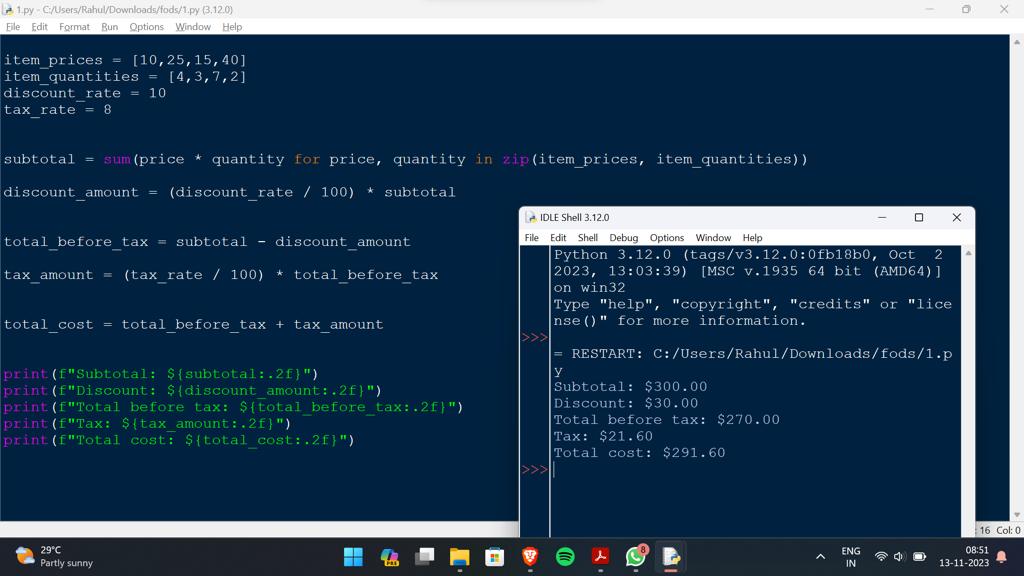 1.py - C:/Users/Rahul/Downloads/fods/1.py (3.12.0)
File Edit Format Run Options Window Help
item_prices = [10,25,15,40]
item_quantities = [4,3,7,2]
discount_rate = 10
tax_rate = 8
subtotal = sum(price * quantity for price, quantity in zip(item_prices, item_quantities))
discount_amount = (discount_rate / 100) * subtotal
total_before_tax = subtotal - discount_amount
tax_amount = (tax_rate / 100) * total_before_tax
total_cost = total_before_tax + tax_amount
print(f"Subtotal: ${subtotal:.2f}")
print(f"Discount: ${discount_amount:.2f}")
print(f"Total before tax: ${total_before_tax:.2f}")
print(f"Tax: ${tax_amount:.2f}")
print(f"Total cost: ${total_cost:.2f}")
IDLE Shell 3.12.0
File Edit Shell Debug Options Window Help
Python 3.12.0 (tags/v3.12.0:0fb18b0, Oct 2
2023, 13:03:39) [MSC v.1935 64 bit (AMD64)]
on win32
Type "help", "copyright", "credits" or "lice
nse()" for more information.
>>>
= RESTART: C:/Users/Rahul/Downloads/fods/1.p
y
Subtotal: $300.00
Discount: $30.00
Total before tax: $270.00
Tax: $21.60
Total cost: $291.60
>>>
: 16 Col: 0
29°C
Partly sunny
PRE
8
ENG
IN
08:51
13-11-2023